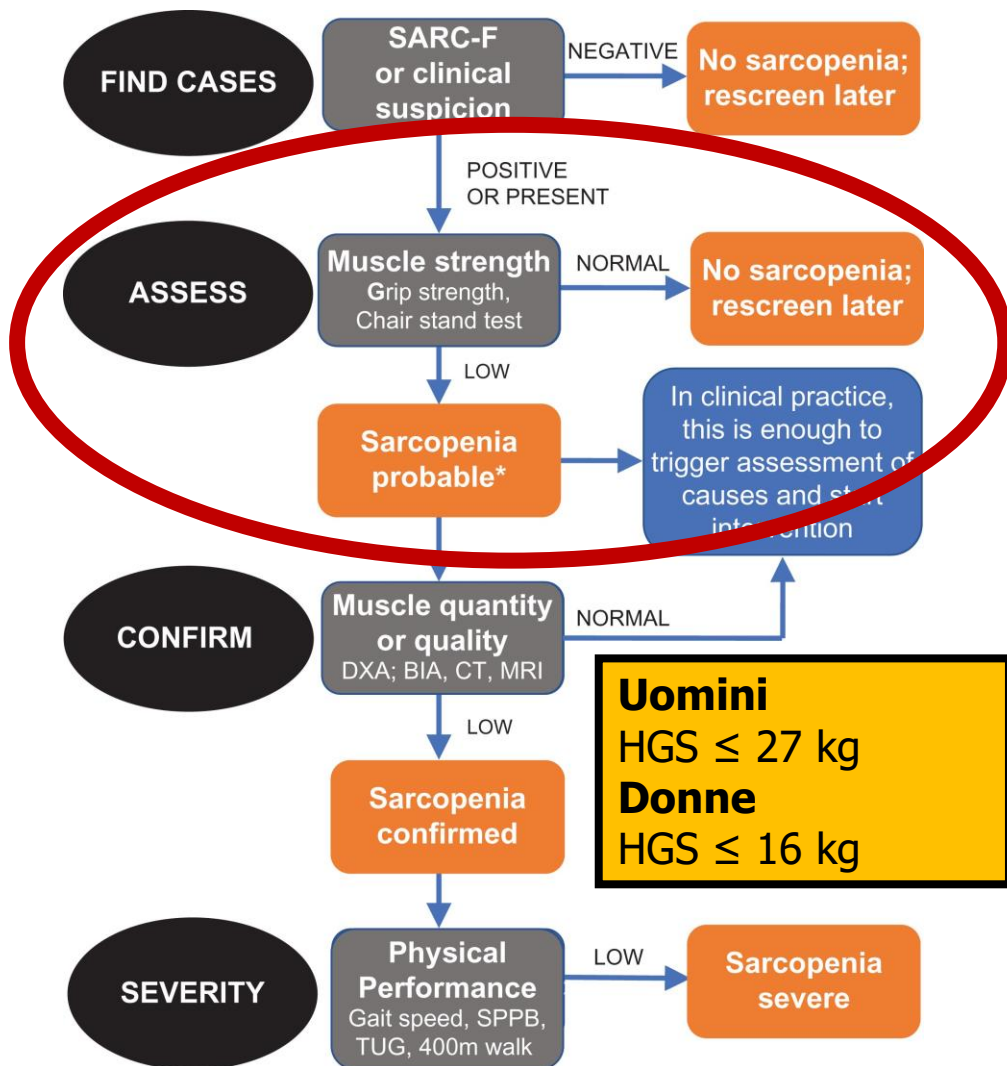 FIND CASES
SARC-F
or clinical
suspicion
NEGATIVE
No sarcopenia;
rescreen later
POSITIVE
OR PRESENT
ASSESS
Muscle strength
Grip strength,
Chair stand test
NORMAL
No sarcopenia;
rescreen later
LOW
Sarcopenia
probable*
In clinical practice,
this is enough to
trigger assessment of
causes and start
intervention
CONFIRM
Muscle quantity
or quality
DXA; BIA, CT, MRI
NORMAL
LOW
Uomini
HGS ≤ 27 kg
Donne
HGS ≤ 16 kg
Sarcopenia
confirmed
SEVERITY
Physical
Performance
Gait speed, SPPB,
TUG, 400m walk
LOW
Sarcopenia
severe